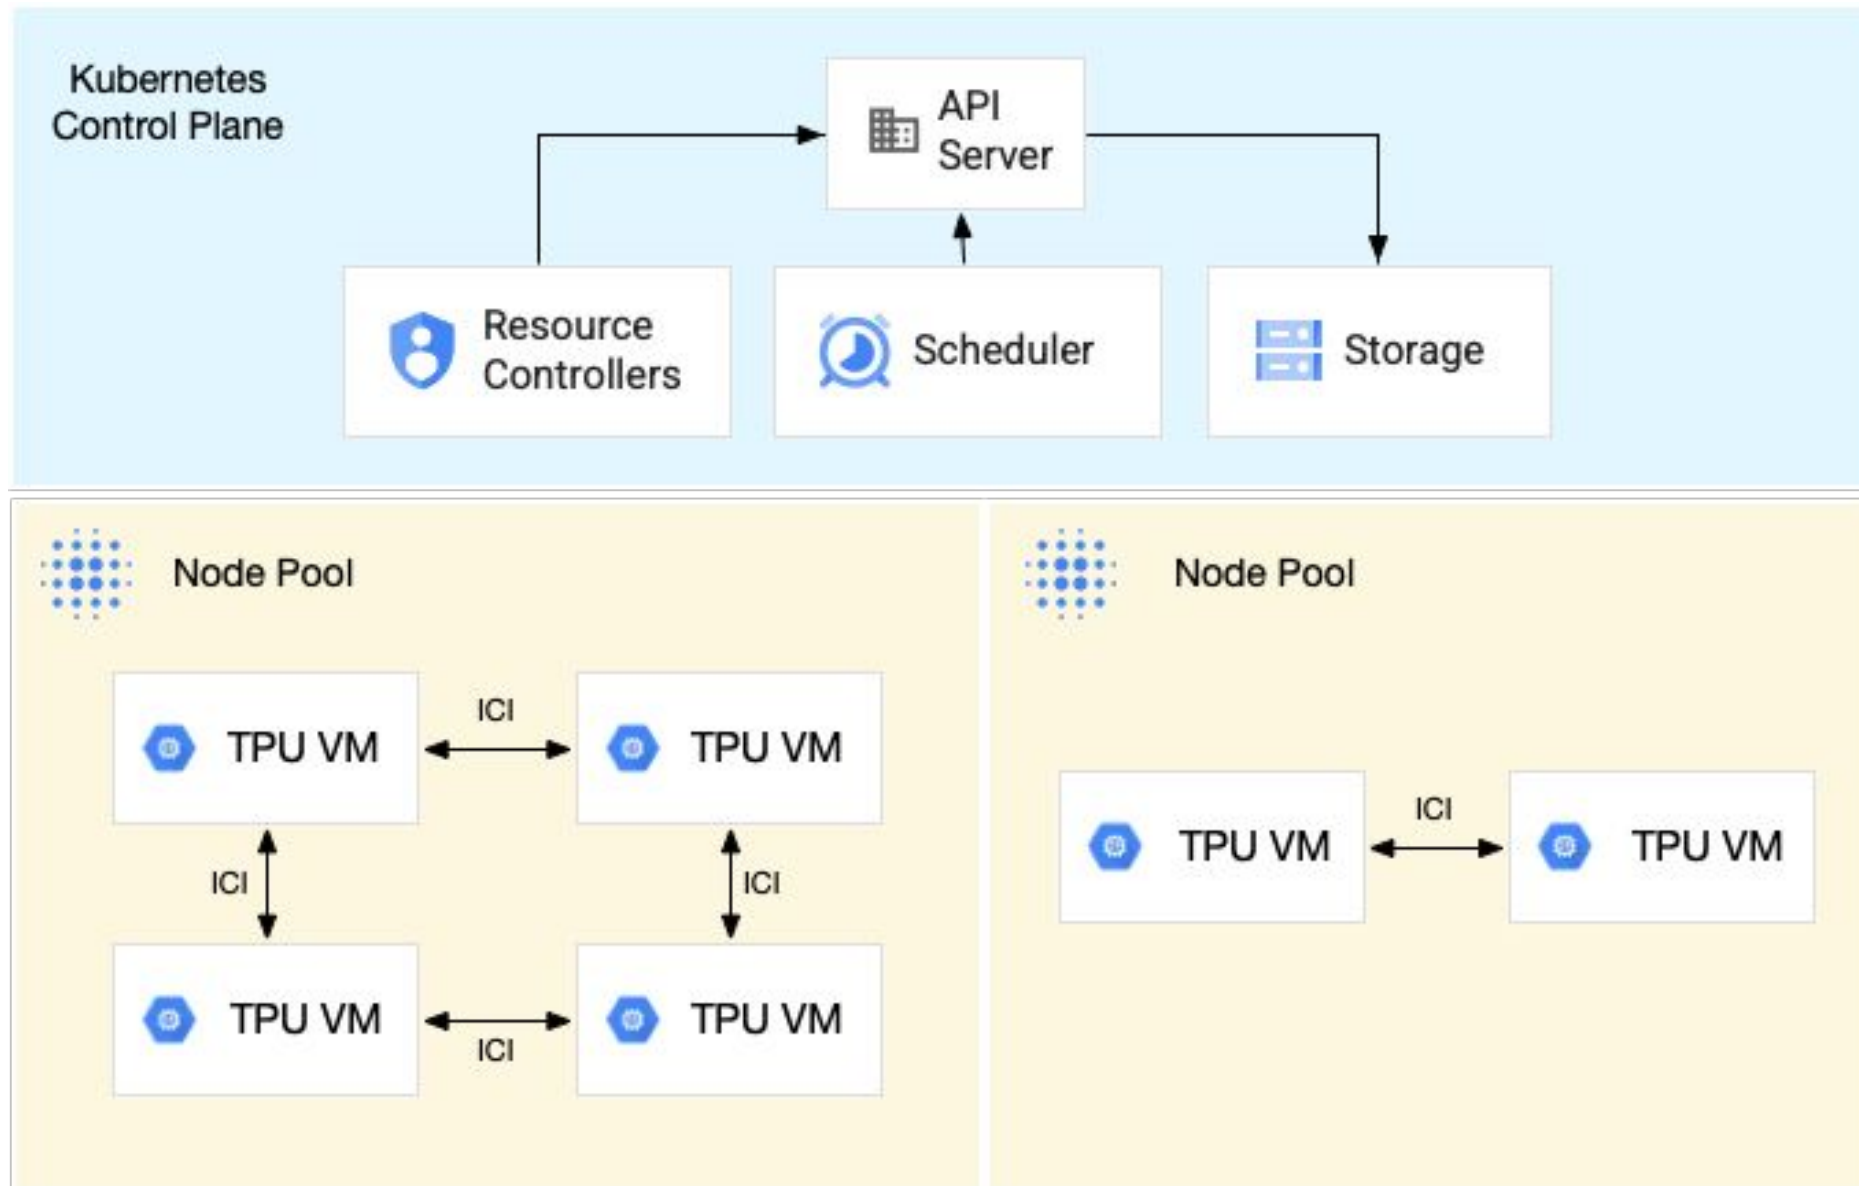 Kubernetes
Control Plane
API
Server
Resource
Controllers
Scheduler
Storage
Node Pool
TPU VM
ICI
TPU VM
ICI
ICI
TPU VM
ICI
TPU VM
Node Pool
TPU VM
ICI
TPU VM